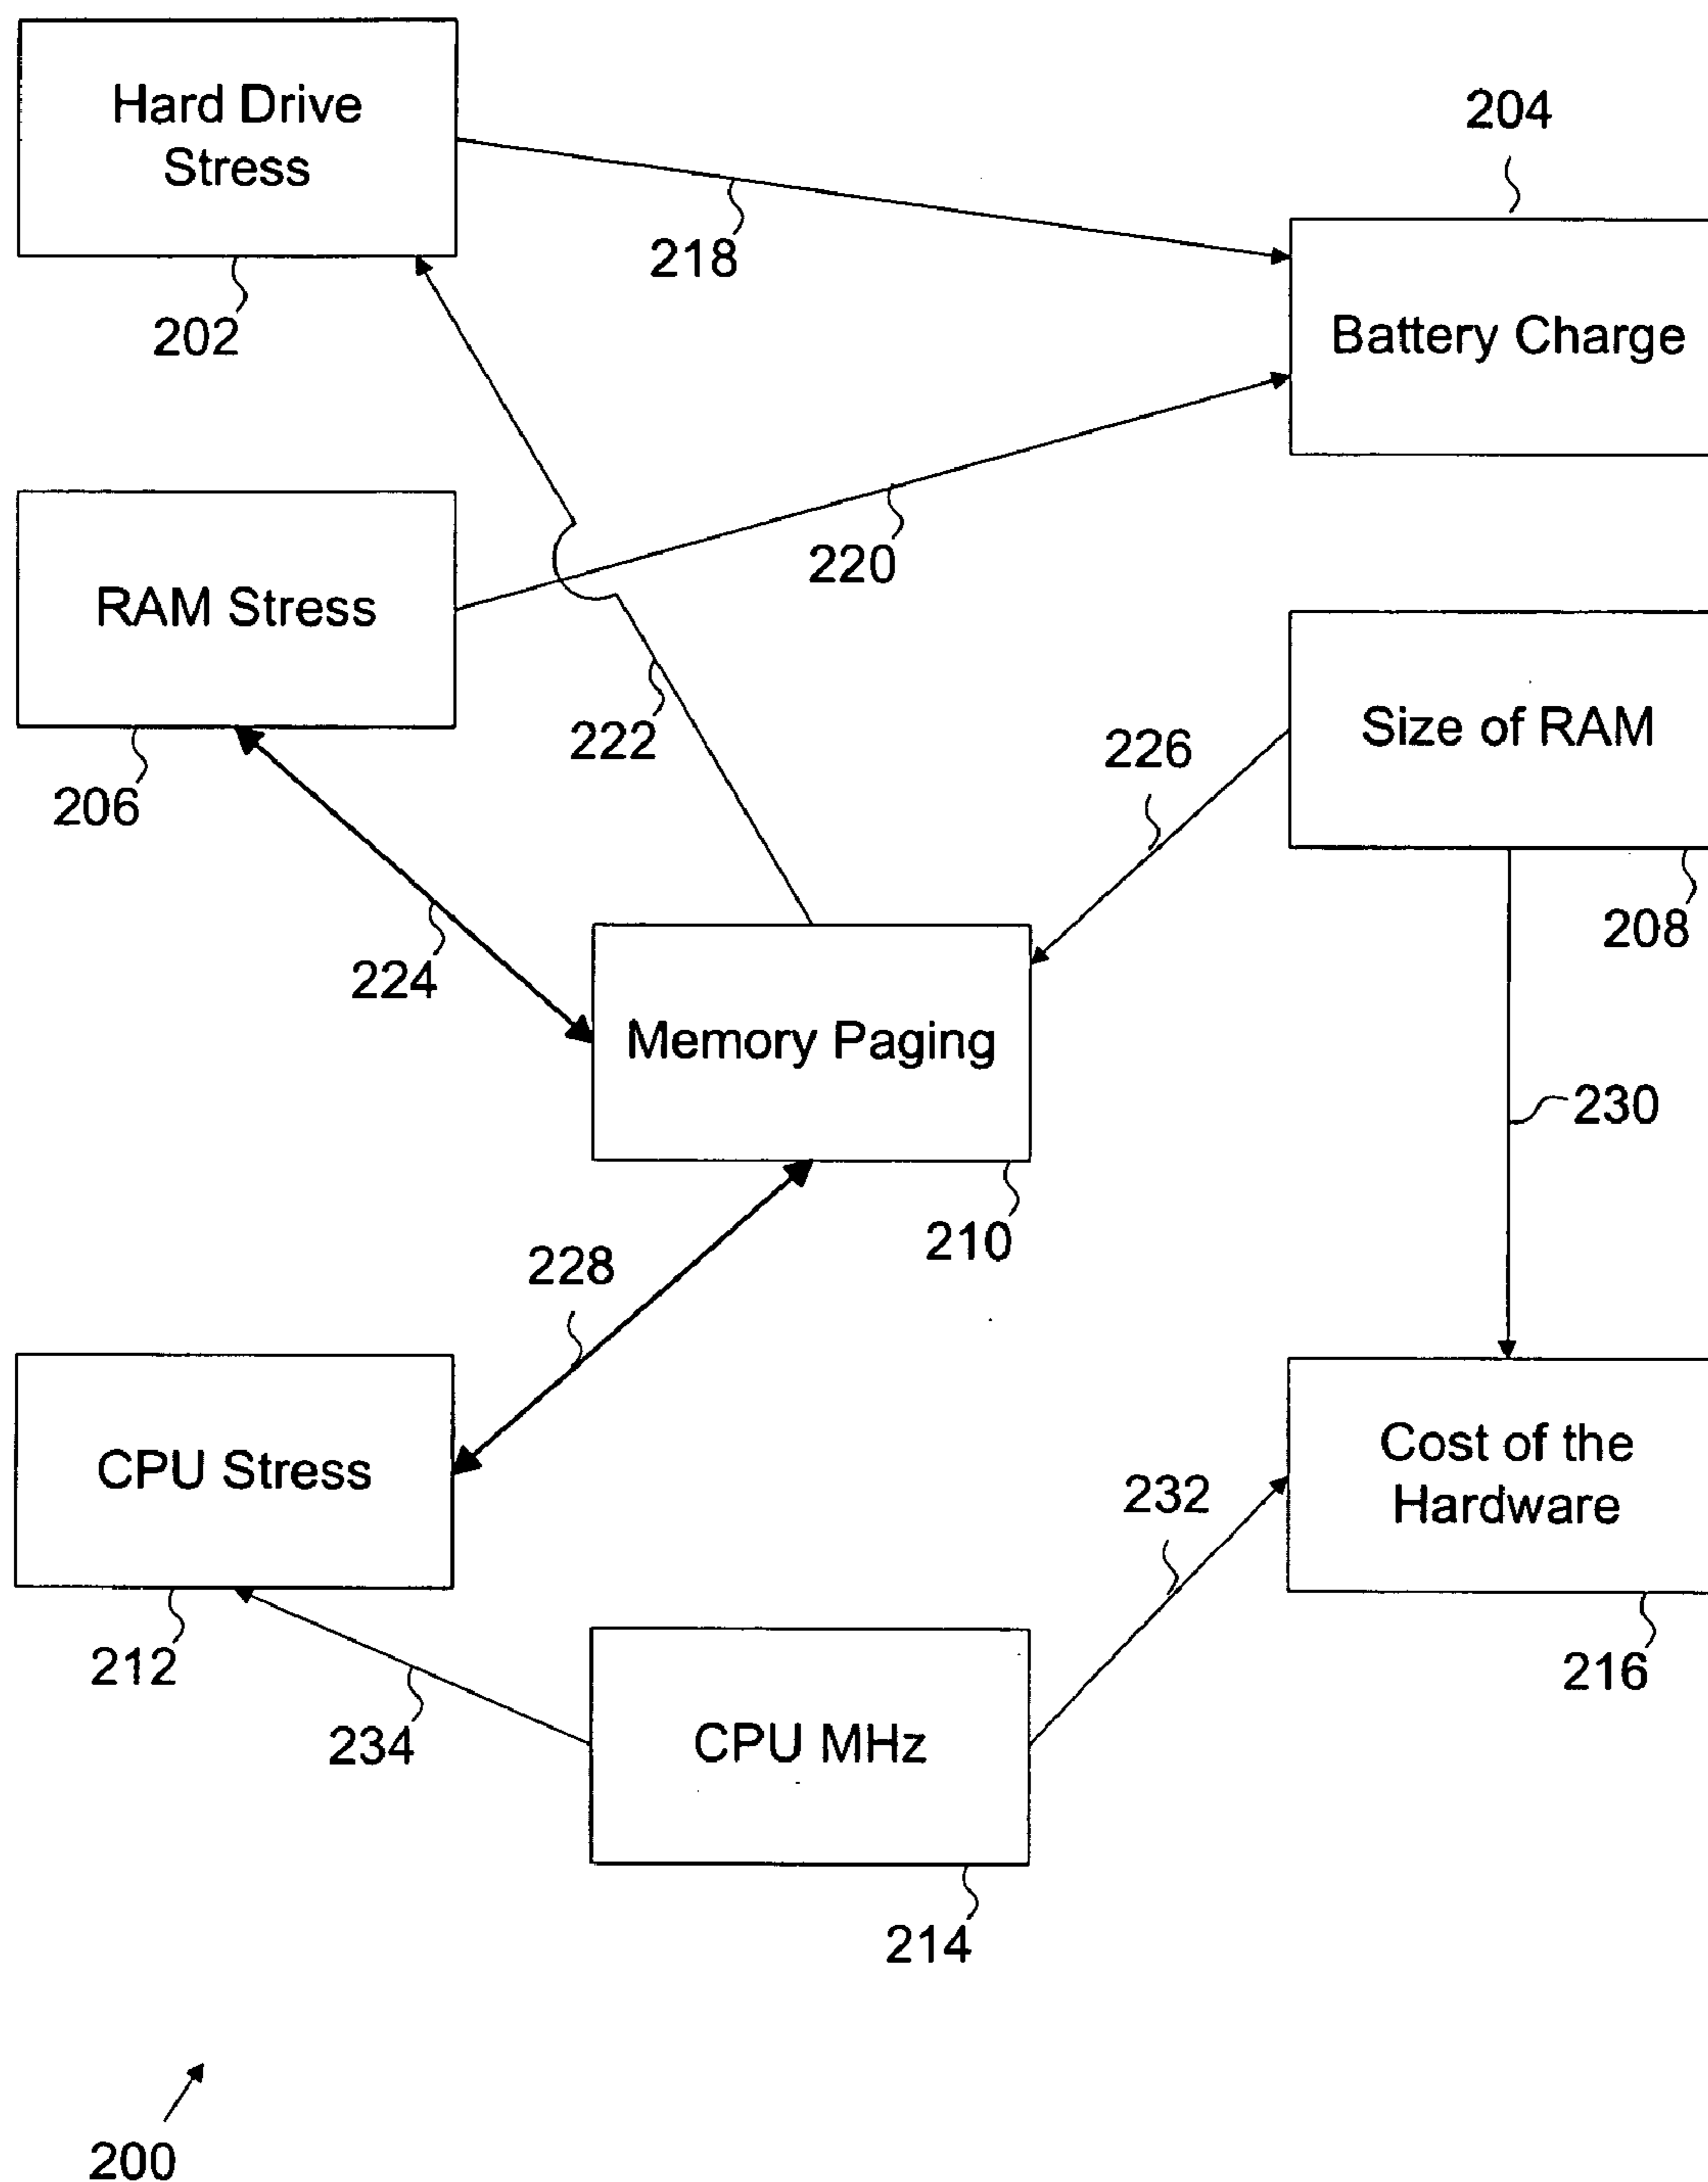 Hard Drive
Stress
204
218
202
Battery Charge
220
RAM Stress
222
226
Size of RAM
206
208
224
Memory Paging
230
210
228
CPU Stress
232
Cost of the
Hardware
212
234
CPU MHz
216
214
200